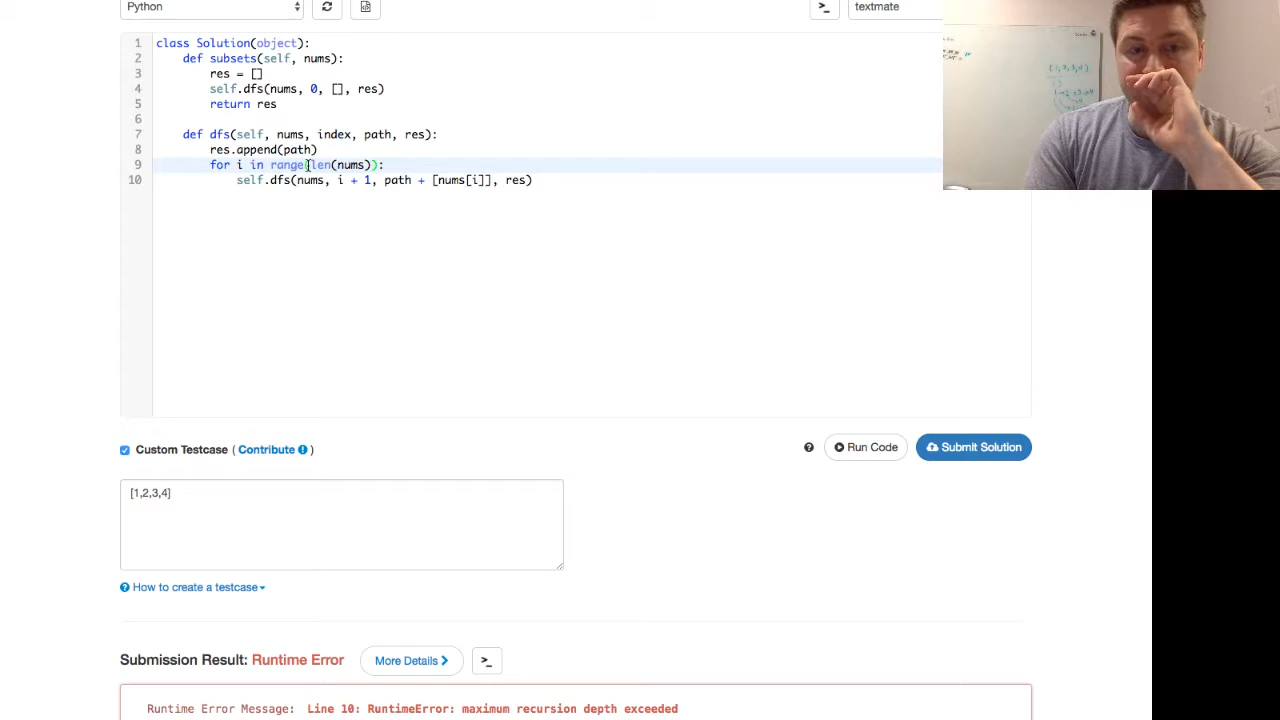 Python
textmate
1 class Solution(object):
2 def subsets(self, nums):
3 res = []
4 self.dfs(nums, 0, [], res)
5 return res
6
7 def dfs(self, nums, index, path, res):
8 res.append(path)
9 for i in range(len(nums)):
10 self.dfs(nums, i + 1, path + [nums[i]], res)
Custom Testcase ( Contribute )
Run Code
Submit Solution
[1,2,3,4]
How to create a testcase
Submission Result: Runtime Error
More Details
Runtime Error Message: Line 10: RuntimeError: maximum recursion depth exceeded